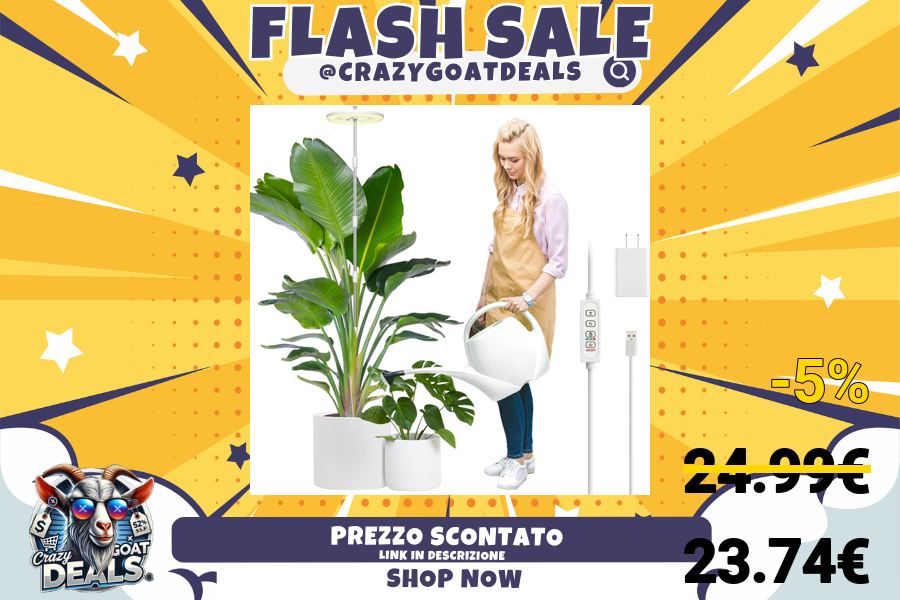 FLASH SALE
@CRAZYGOATDEALS
-5%
24.99€
PREZZO SCONTATO
LINK IN DESCRIZIONE
SHOP NOW
23.74€
$
Crazy
GOAT
DEALS